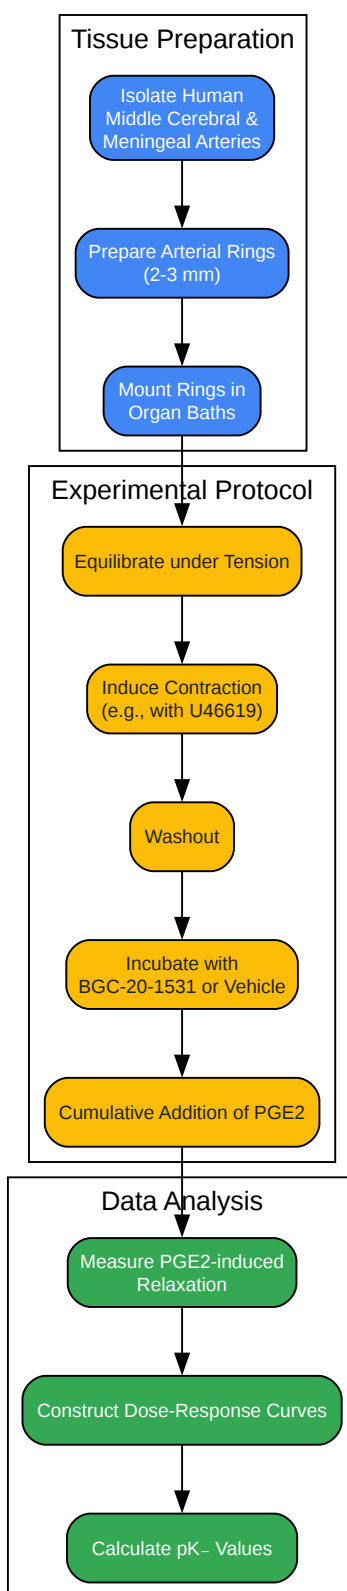 Tissue Preparation
Isolate Human
Middle Cerebral &
Meningeal Arteries
Prepare Arterial Rings
(2-3 mm)
Mount Rings in
Organ Baths
Experimental Protocol
Equilibrate under Tension
Induce Contraction
(e.g., with U46619)
Washout
Incubate with
BGC-20-1531 or Vehicle
Cumulative Addition of PGE2
Data Analysis
Measure PGE2-induced
Relaxation
Construct Dose-Response Curves
Calculate pK₋ Values